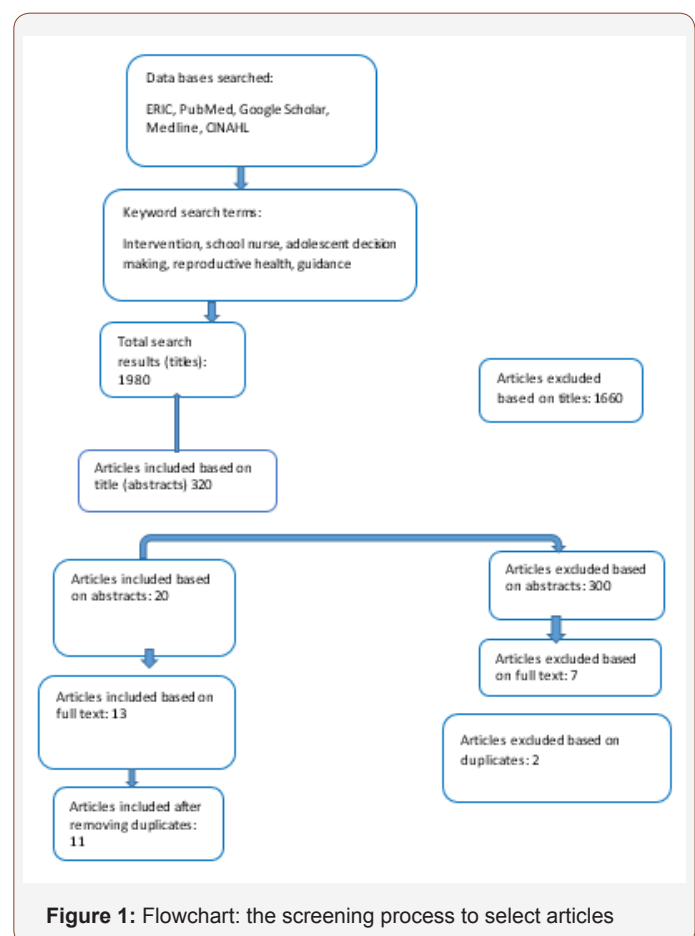 Data bases searched:
ERIC, PubMed, Google Scholar,
Medline, CINAHL
Keyword search terms:
Intervention, school nurse, adolescent decision
making, reproductive health, guidance
Total search
results (titles):
1980
Articles excluded
based on titles: 1660
Articles included based on
title (abstracts) 320
Articles included based
on abstracts: 20
Articles excluded based
on abstracts: 300
Articles excluded based
on full text: 7
Articles included based on
full text: 13
Articles excluded based on
duplicates: 2
Articles included after
removing duplicates:
11
Figure 1: Flowchart: the screening process to select articles